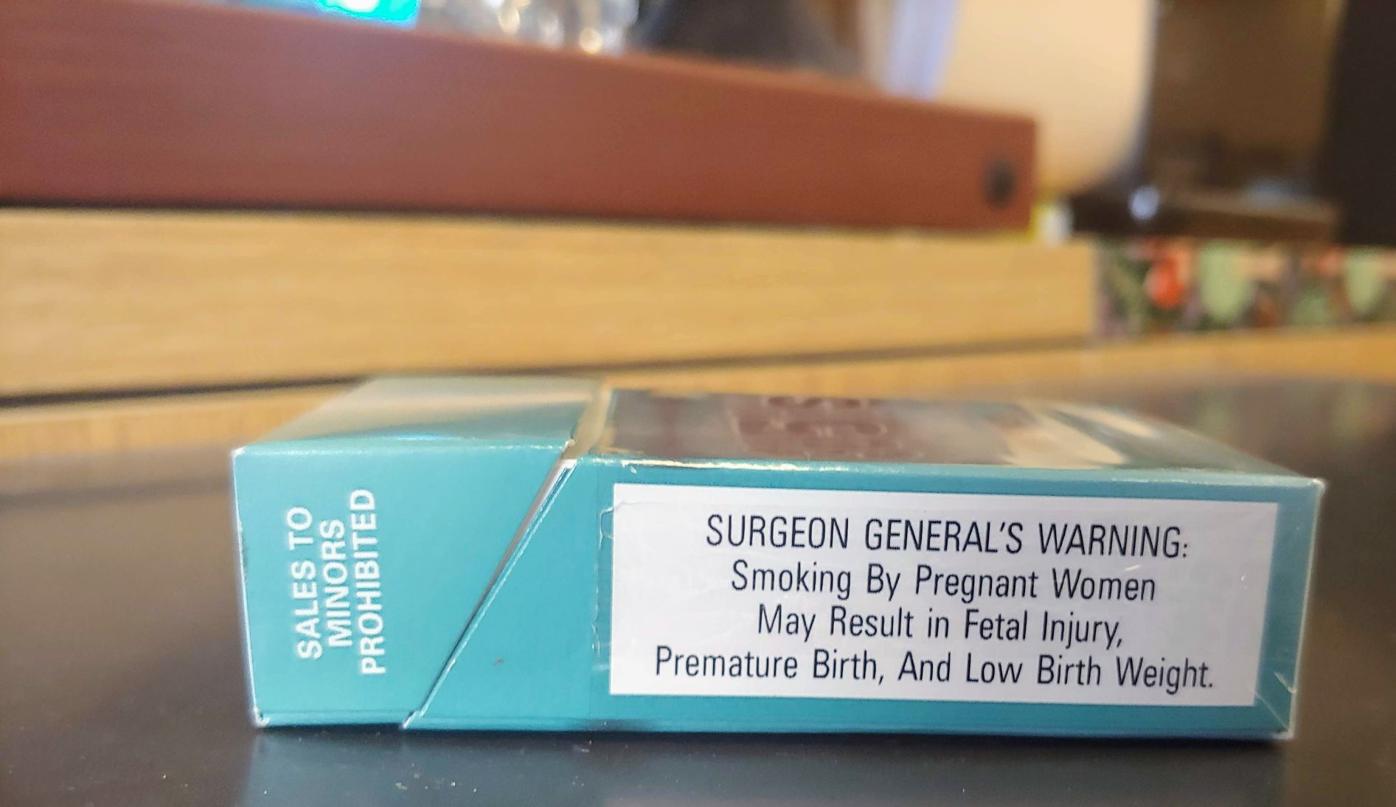 SALES TO
MINORS
PROHIBITED
SURGEON GENERAL'S WARNING:
Smoking By Pregnant Women
May Result in Fetal Injury,
Premature Birth, And Low Birth Weight.